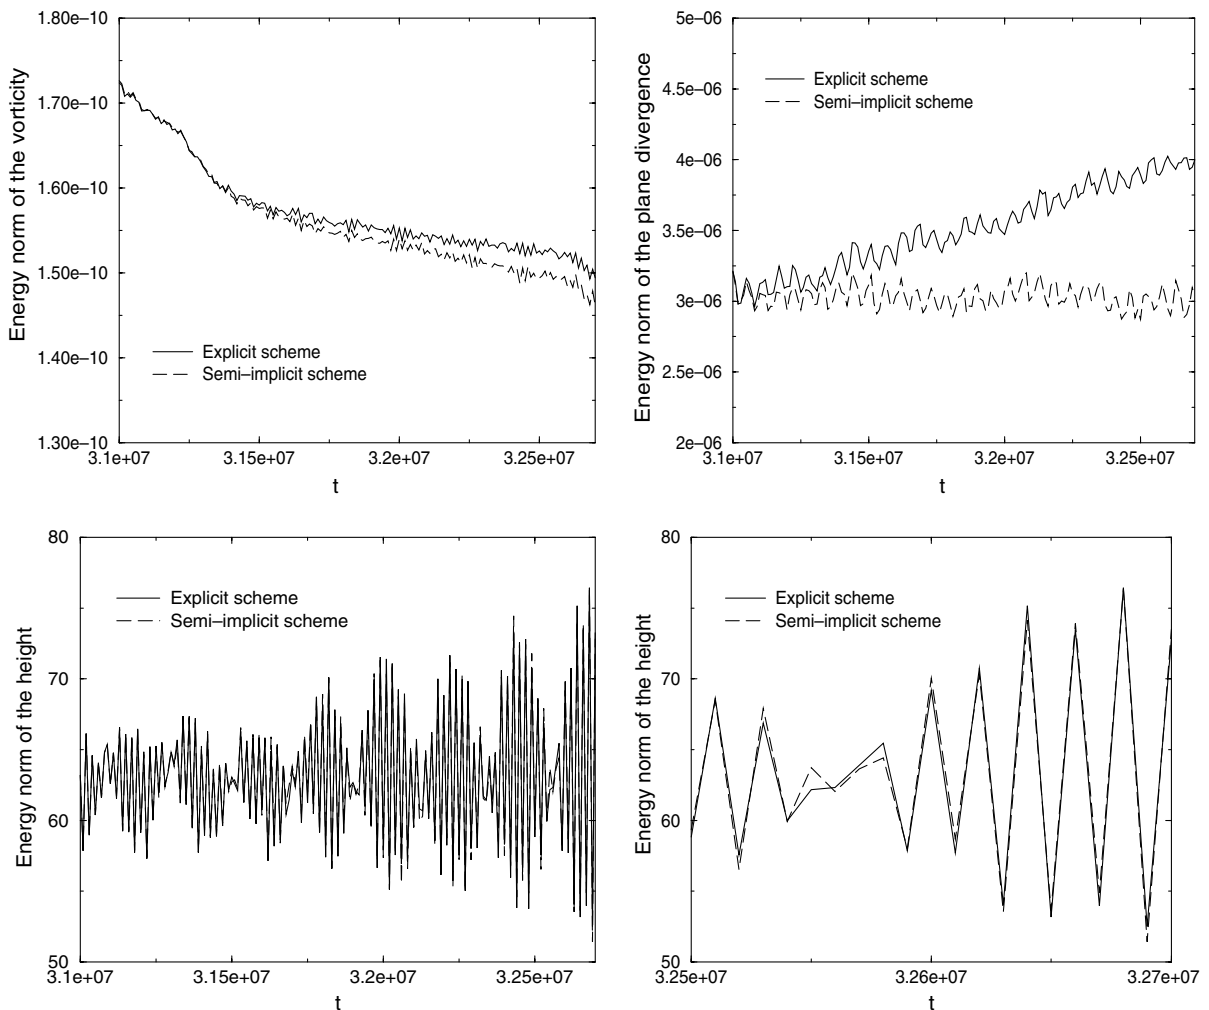 1.80e−10
1.70e−10
1.60e−10
1.50e−10
1.40e−10
1.30e−10
Energy norm of the vorticity
Explicit scheme
Semi−implicit scheme
3.1e+07 3.15e+07 3.2e+07 3.25e+07
t
5e−06
4.5e−06
4e−06
3.5e−06
3e−06
2.5e−06
2e−06
Energy norm of the plane divergence
Explicit scheme
Semi−implicit scheme
3.1e+07 3.15e+07 3.2e+07 3.25e+07
t
80
70
60
50
Energy norm of the height
Explicit scheme
Semi−implicit scheme
3.1e+07 3.15e+07 3.2e+07 3.25e+07
t
80
70
60
50
Energy norm of the height
Explicit scheme
Semi−implicit scheme
3.25e+07 3.26e+07 3.27e+07
t